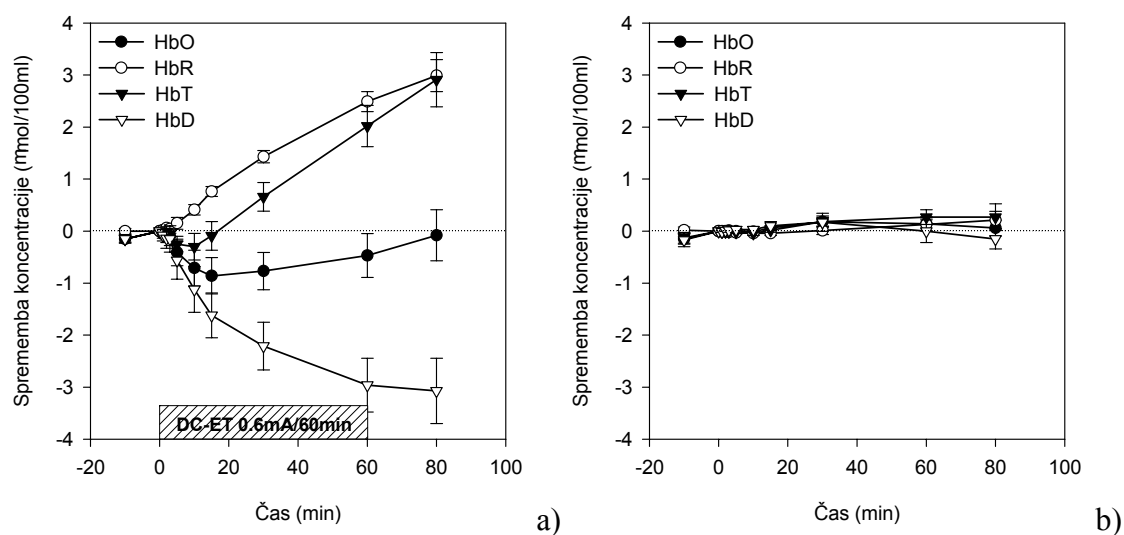 4
3
2
1
0
-1
-2
-3
-4
-20 0 20 40 60 80 100
HbO
HbR
HbT
HbD
DC-ET 0.6mA/60min
Sprememba koncentracije (mmol/100ml)
Čas (min)
a)
4
3
2
1
0
-1
-2
-3
-4
-20 0 20 40 60 80 100
HbO
HbR
HbT
HbD
Sprememba koncentracije (mmol/100ml)
Čas (min)
b)